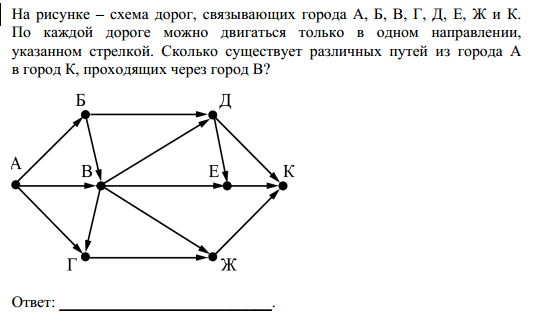 На рисунке – схема дорог, связывающих города А, Б, В, Г, Д, Е, Ж и К.
По каждой дороге можно двигаться только в одном направлении,
указанном стрелкой. Сколько существует различных путей из города А
в город К, проходящих через город В?
Б Д
А В Е К
Г Ж
Ответ: ___________________________.